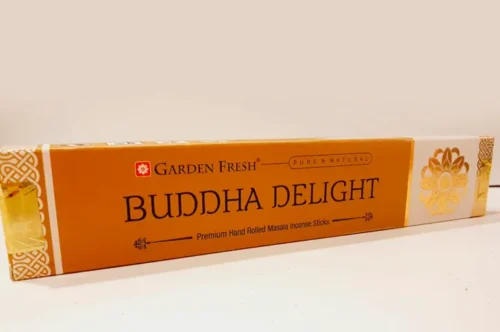 GARDEN FRESH®
PURE & NATURAL
BUDDHA DELIGHT
Premium Hand Rolled Masala Incense Sticks